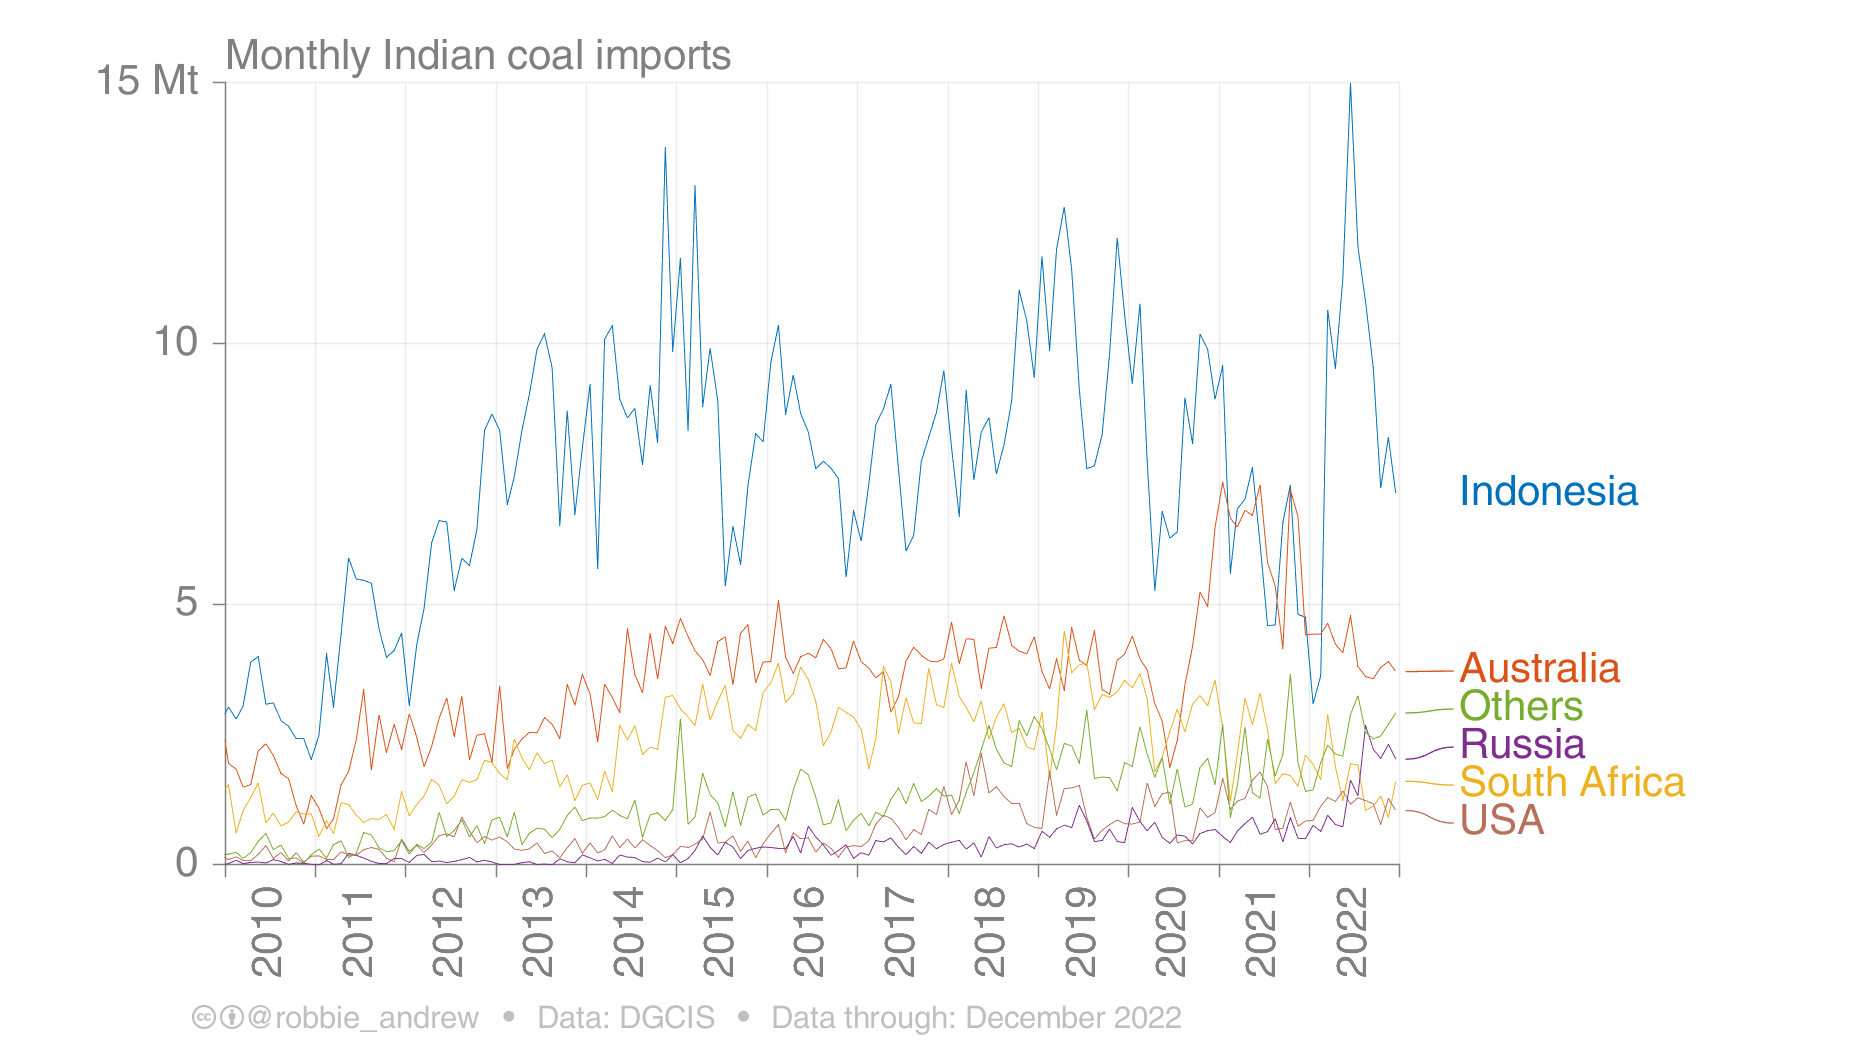 Monthly Indian coal imports
15 Mt
10
5
0
Indonesia
Australia
Others
Russia
South Africa
USA
2010 2011 2012 2013 2014 2015 2016 2017 2018 2019 2020 2021 2022
cc @robbie_andrew • Data: DGCIS • Data through: December 2022